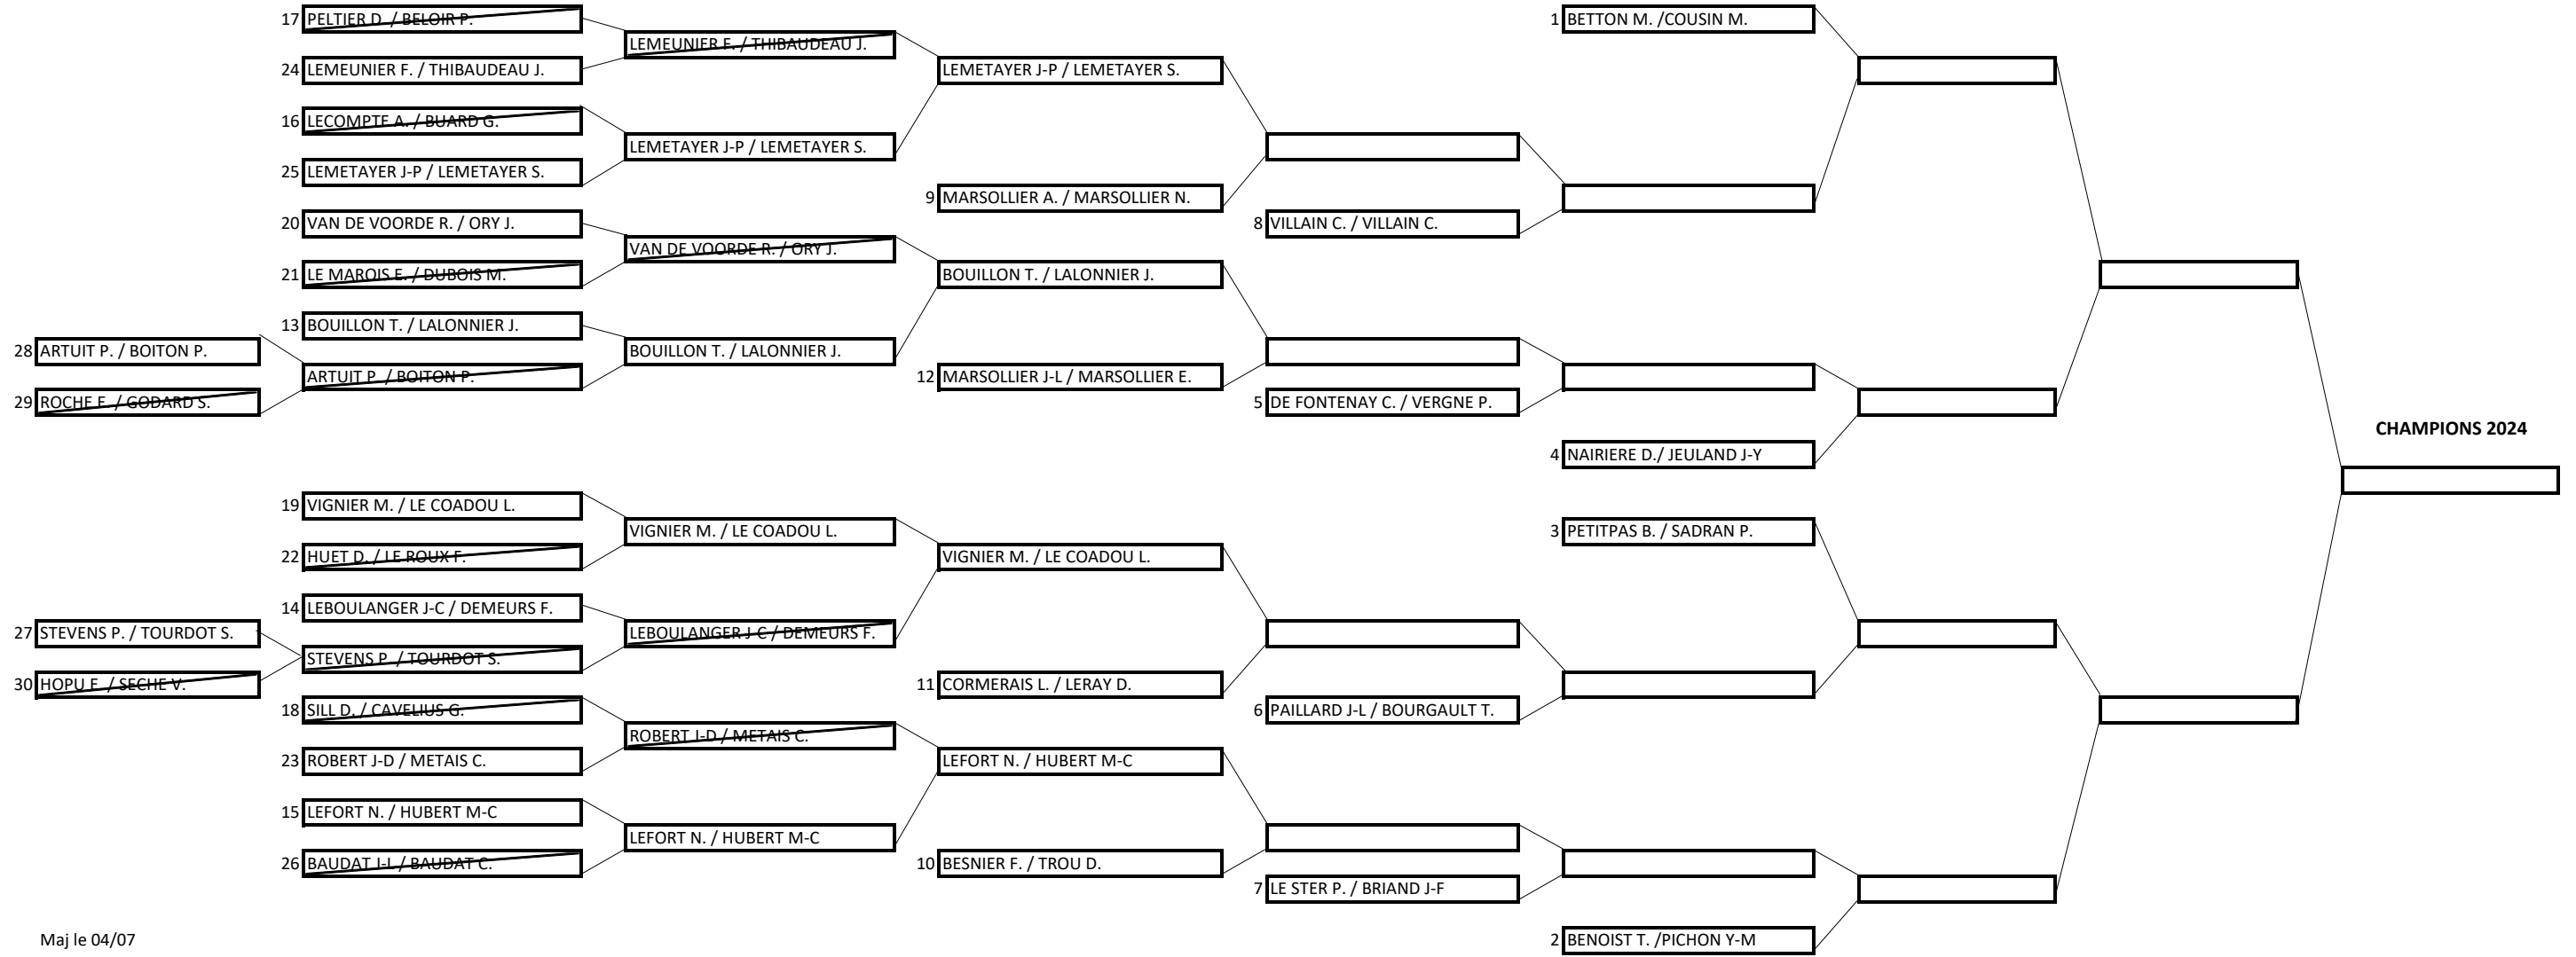 17 PELTIER D. / BELOIR P.
LEMEUNIER F. / THIBAUDEAU J.
24 LEMEUNIER F. / THIBAUDEAU J.
LEMETAYER J-P / LEMETAYER S.
16 LECOMPTE A. / BUARD G.
LEMETAYER J-P / LEMETAYER S.
25 LEMETAYER J-P / LEMETAYER S.
9 MARSOLLIER A. / MARSOLLIER N.
8 VILLAIN C. / VILLAIN C.
1 BETTON M. /COUSIN M.
20 VAN DE VOORDE R. / ORY J.
VAN DE VOORDE R. / ORY J.
21 LE MAROIS E. / DUBOIS M.
BOUILLON T. / LALONNIER J.
13 BOUILLON T. / LALONNIER J.
28 ARTUIT P. / BOITON P.
BOUILLON T. / LALONNIER J.
ARTUIT P. / BOITON P.
29 ROCHE F. / GODARD S.
12 MARSOLLIER J-L / MARSOLLIER E.
5 DE FONTENAY C. / VERGNE P.
4 NAIRIERE D./ JEULAND J-Y
CHAMPIONS 2024
19 VIGNIER M. / LE COADOU L.
VIGNIER M. / LE COADOU L.
22 HUET D. / LE ROUX F.
VIGNIER M. / LE COADOU L.
3 PETITPAS B. / SADRAN P.
14 LEBOULANGER J-C / DEMEURS F.
27 STEVENS P. / TOURDOT S.
LEBOULANGER J-C / DEMEURS F.
STEVENS P. / TOURDOT S.
30 HOPU F. / SECHE V.
11 CORMERAIS L. / LERAY D.
6 PAILLARD J-L / BOURGAULT T.
18 SILL D. / CAVELIUS G.
ROBERT J-D / METAIS C.
23 ROBERT J-D / METAIS C.
LEFORT N. / HUBERT M-C
15 LEFORT N. / HUBERT M-C
LEFORT N. / HUBERT M-C
26 BAUDAT J-L / BAUDAT C.
10 BESNIER F. / TROU D.
7 LE STER P. / BRIAND J-F
2 BENOIST T. /PICHON Y-M
Maj le 04/07